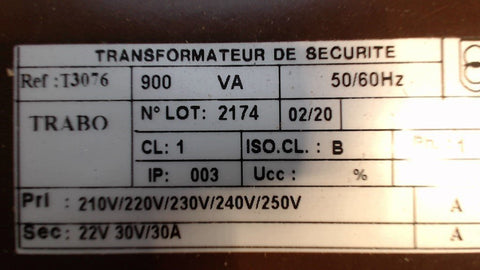 TRANSFORMATEUR DE SECURITE
Ref : T3076 900 VA 50/60Hz
TRABO N° LOT: 2174 02/20
CL: 1 ISO.CL. : B : 1
IP: 003 Ucc : %
Pri : 210V/220V/230V/240V/250V A
Sec: 22V 30V/30A A